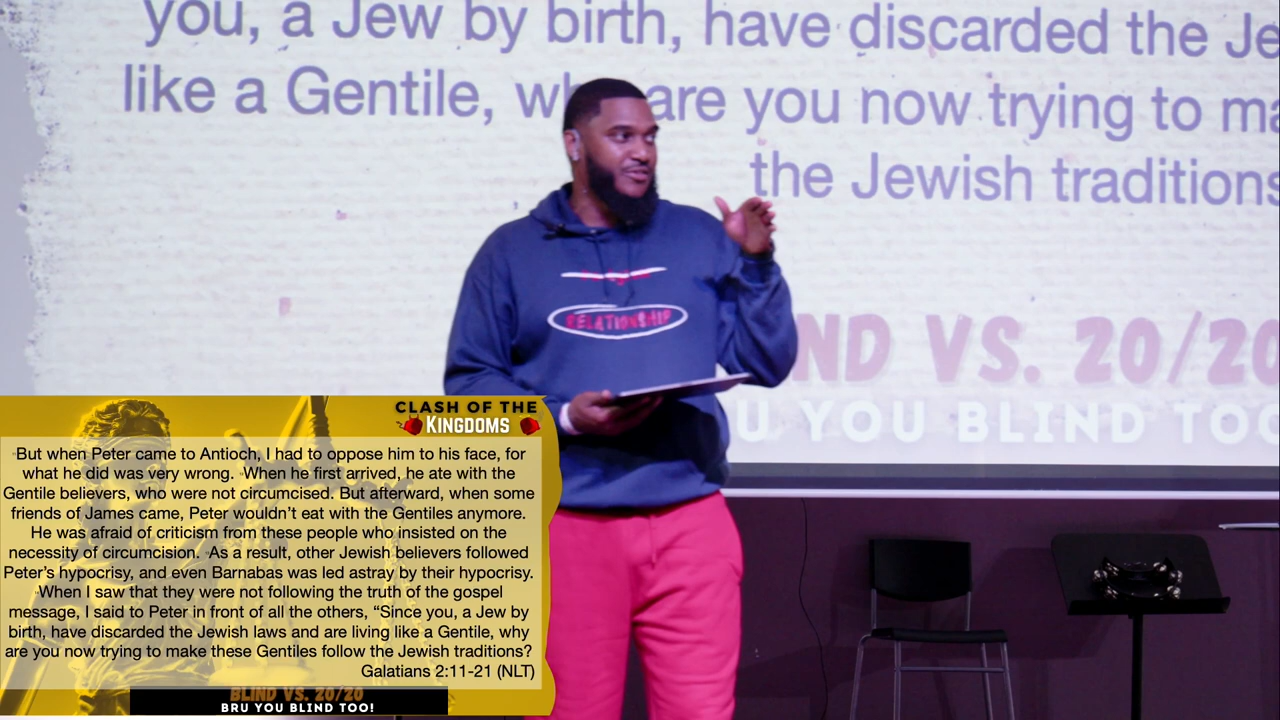 you, a Jew by birth, have discarded the Je
like a Gentile, wh are you now trying to ma
the Jewish traditions
RELATIONSHIP
ND VS. 20/20
U YOU BLIND TOO
CLASH OF THE
KINGDOMS
But when Peter came to Antioch, I had to oppose him to his face, for
what he did was very wrong. When he first arrived, he ate with the
Gentile believers, who were not circumcised. But afterward, when some
friends of James came, Peter wouldn't eat with the Gentiles anymore.
He was afraid of criticism from these people who insisted on the
necessity of circumcision. As a result, other Jewish believers followed
Peter's hypocrisy, and even Barnabas was led astray by their hypocrisy.
When I saw that they were not following the truth of the gospel
message, I said to Peter in front of all the others, “Since you, a Jew by
birth, have discarded the Jewish laws and are living like a Gentile, why
are you now trying to make these Gentiles follow the Jewish traditions?
Galatians 2:11-21 (NLT)
BLIND VS. 20/20
BRU YOU BLIND TOO!